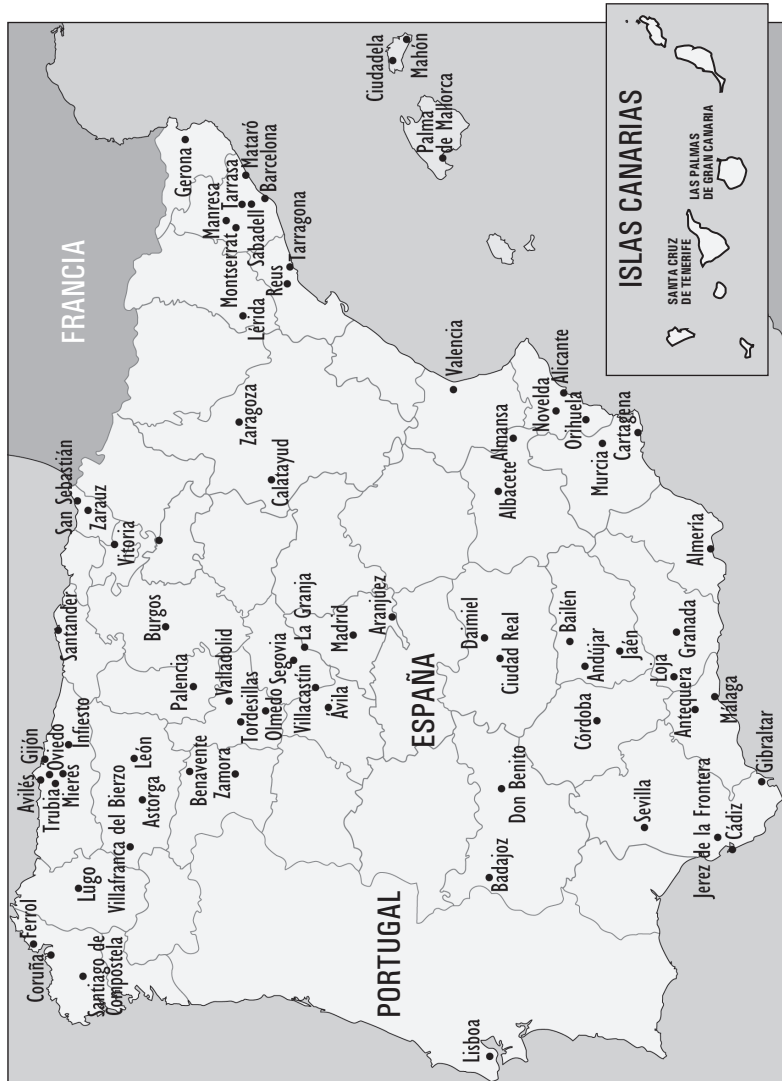 FRANCIA
PORTUGAL
ESPAÑA
Coruña
Ferrol
Santiago de
Compostela
Lugo
Avilés
Gijón
Trubia
Oviedo
Mieres
Infiesto
Santander
San Sebastián
Zarauz
Vitoria
Villafranca del Bierzo
Astorga
León
Burgos
Palencia
Benavente
Zamora
Valladolid
Tordesillas
Olmedo
Segovia
La Granja
Villacastín
Ávila
Madrid
Aranjüez
Zaragoza
Calatayud
Lérida
Gerona
Manresa
Tarrasa
Montserrat
Sabadell
Mataró
Barcelona
Reus
Tarragona
Ciudadela
Mahón
Palma
de Mallorca
Valencia
Lisboa
Badajoz
Don Benito
Daimiel
Ciudad Real
Albacete
Almansa
Novelda
Alicante
Orihuela
Murcia
Cartagena
Bailén
Andújar
Jaén
Córdoba
Sevilla
Loja
Granada
Antequera
Málaga
Almería
Jerez de la Frontera
Cádiz
Gibraltar
ISLAS CANARIAS
SANTA CRUZ
DE TENERIFE
LAS PALMAS
DE GRAN CANARIA